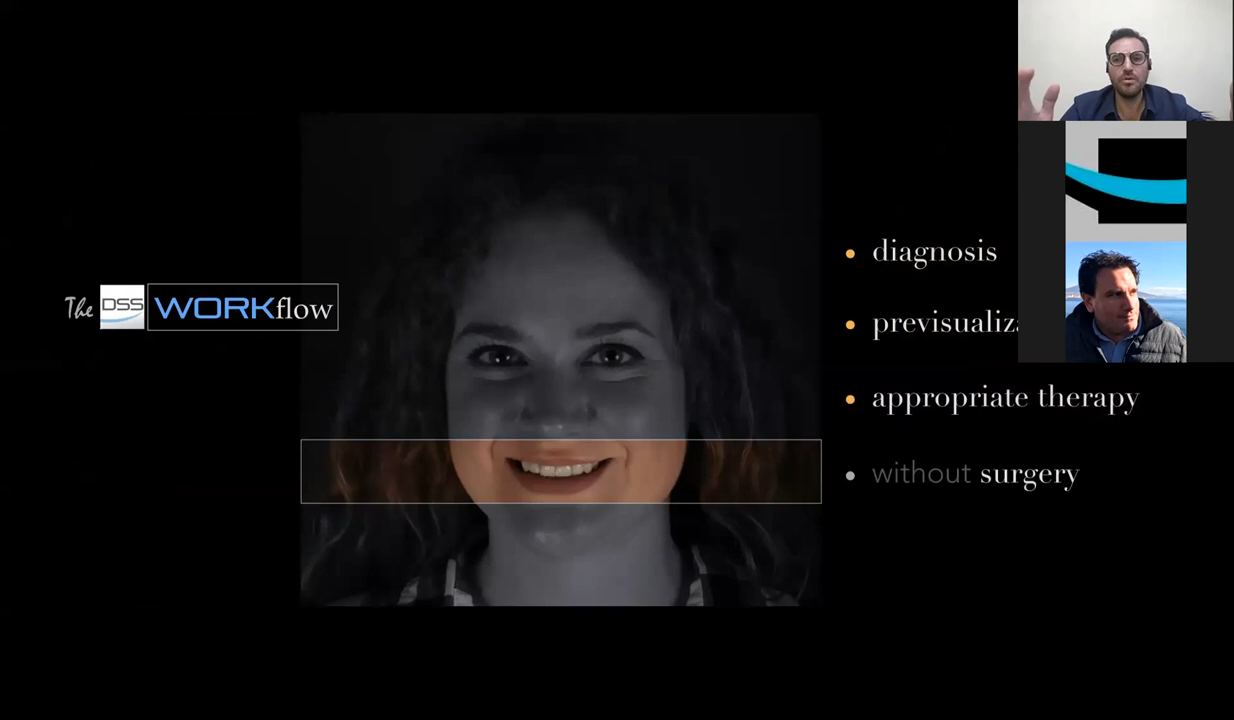 The DSS WORKflow
diagnosis
appropriate therapy
without surgery